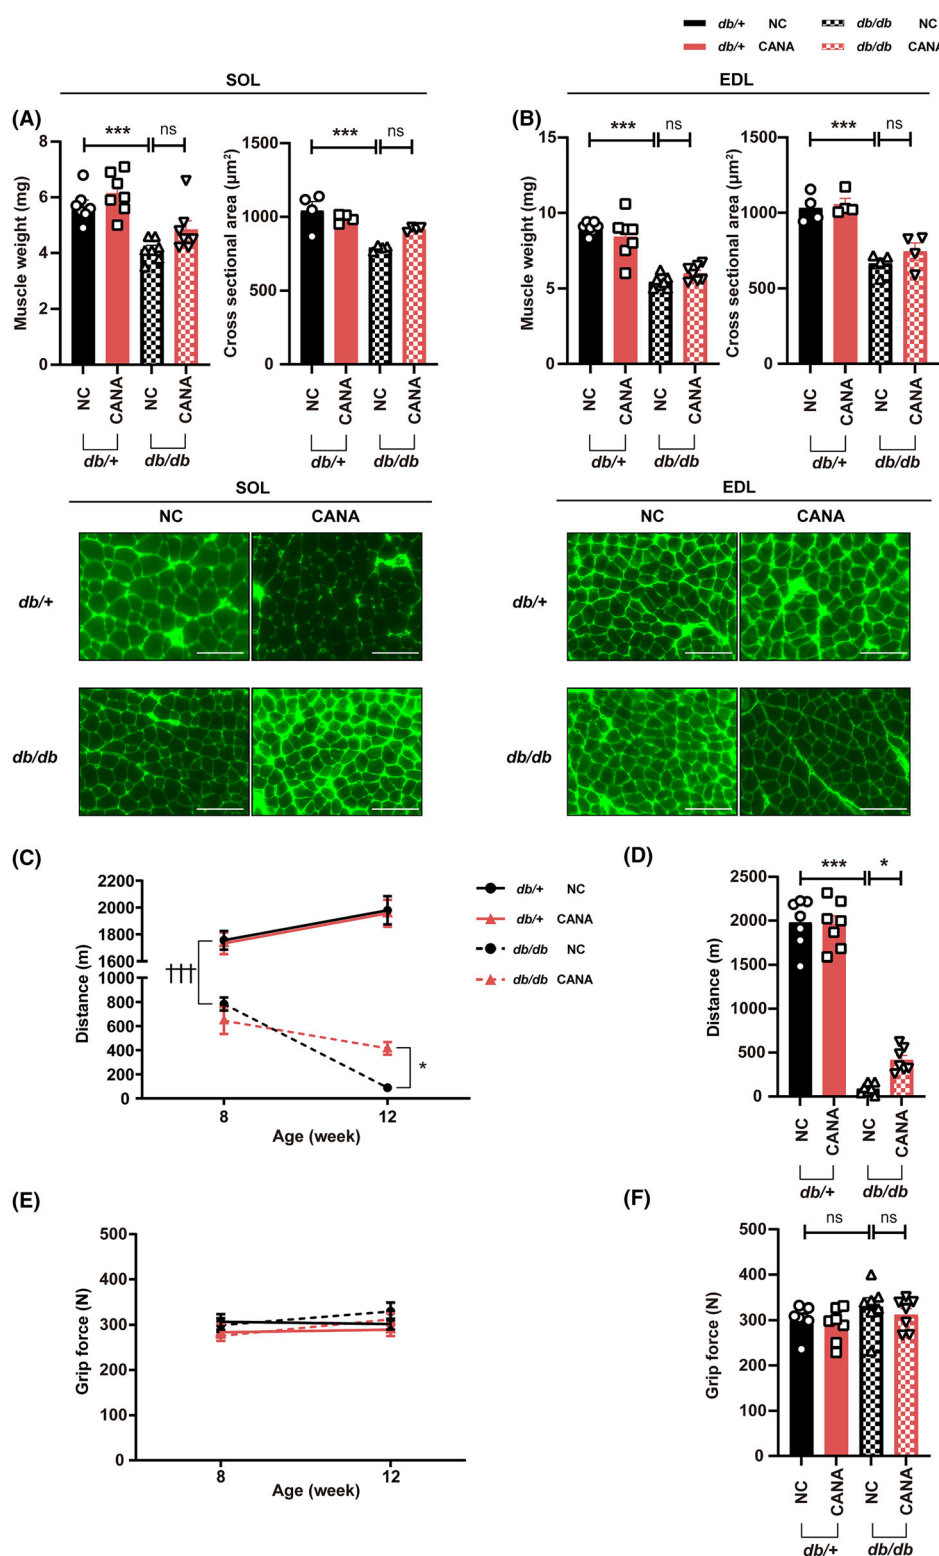 db/+ NC db/db NC
db/+ CANA db/db CANA
SOL EDL
(A) (B)
*** ns *** ns *** ns *** ns
Muscle weight (mg)
8
6
4
2
0
Cross sectional area (µm²)
1500
1000
500
0
Muscle weight (mg)
15
10
5
0
Cross sectional area (µm²)
1500
1000
500
0
NC CANA NC CANA NC CANA NC CANA NC CANA NC CANA NC CANA NC CANA
db/+ db/db db/+ db/db db/+ db/db db/+ db/db
SOL EDL
NC CANA NC CANA
db/+ db/+
db/db db/db
(C)
Distance (m)
2200
2000
1800
1600
1000
800
600
400
200
0
†††
*
8 12
Age (week)
db/+ NC
db/+ CANA
db/db NC
db/db CANA
(D)
*** *
Distance (m)
2500
2000
1500
500
0
NC CANA NC CANA
db/+ db/db
(E)
Grip force (N)
500
400
300
200
100
0
8 12
Age (week)
(F)
ns ns
Grip force (N)
500
400
300
200
100
0
NC CANA NC CANA
db/+ db/db